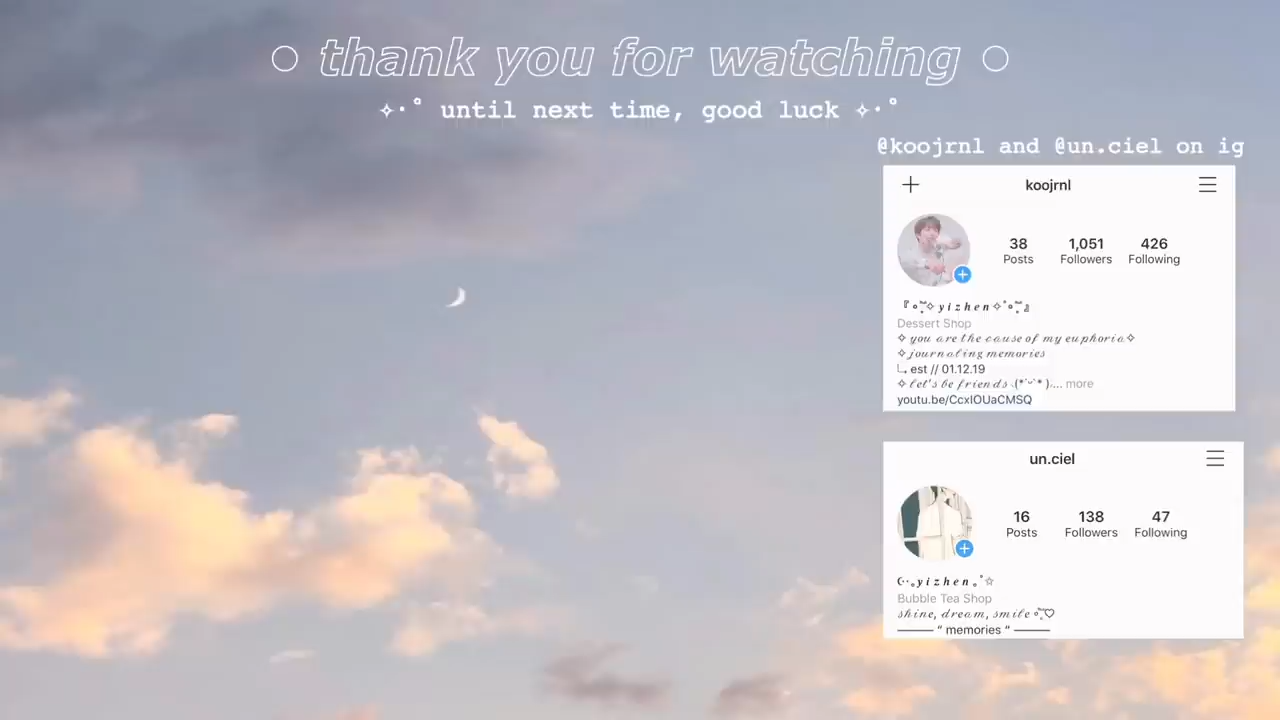 ○ thank you for watching ○
✧･ﾟ until next time, good luck ✧･ﾟ
@koojrnl and @un.ciel on ig
koojrnl
38 1,051 426
Posts Followers Following
『∘˚✧ 𝒚𝒊𝒛𝒉𝒆𝒏 ✧˚∘』
Dessert Shop
✧ 𝓎𝑜𝓊 𝒶𝓇𝑒 𝓉𝒽𝑒 𝒸𝒶𝓊𝓈𝑒 𝑜𝒻 𝓂𝓎 𝑒𝓊𝓅𝒽𝑜𝓇𝒾𝒶 ✧
✧ 𝒿𝑜𝓊𝓇𝓃𝒶𝓁𝒾𝓃𝑔 𝓂𝑒𝓂𝑜𝓇𝒾𝑒𝓈
╰ est // 01.12.19
✧ 𝓁𝑒𝓉'𝓈 𝒷𝑒 𝒻𝓇𝒾𝑒𝓃𝒹𝓈 ⸜(*ˊᵕˋ* )⸝... more
youtu.be/CcxlOUaCMSQ
un.ciel
16 138 47
Posts Followers Following
☪··｡𝒚𝒊𝒛𝒉𝒆𝒏｡˚☆
Bubble Tea Shop
𝓈𝒽𝒾𝓃𝑒, 𝒹𝓇𝑒𝒶𝓂, 𝓈𝓂𝒾𝓁𝑒 ∘˚♡
——— “ memories “ ———